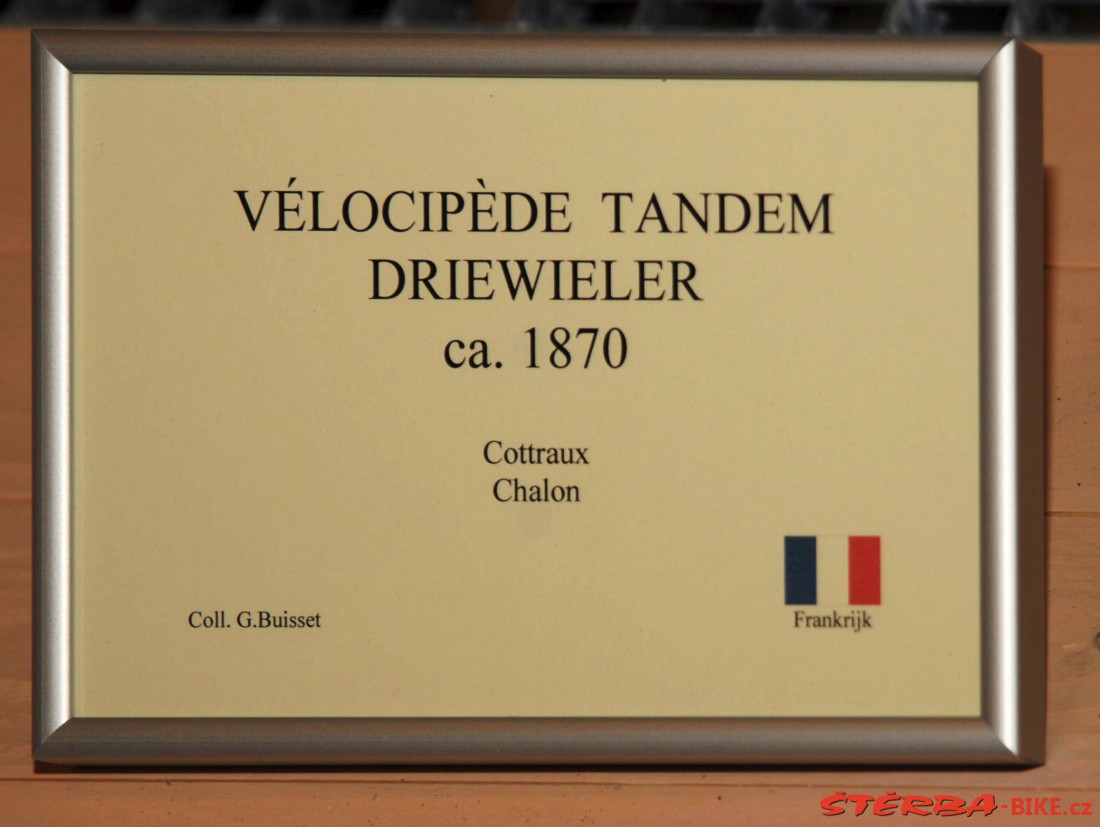 VÉLOCIPÈDE TANDEM
DRIEWIELER
ca. 1870
Cottraux
Chalon
Coll. G.Buisset
Frankrijk
ŠTĚRBA-BIKE.cz